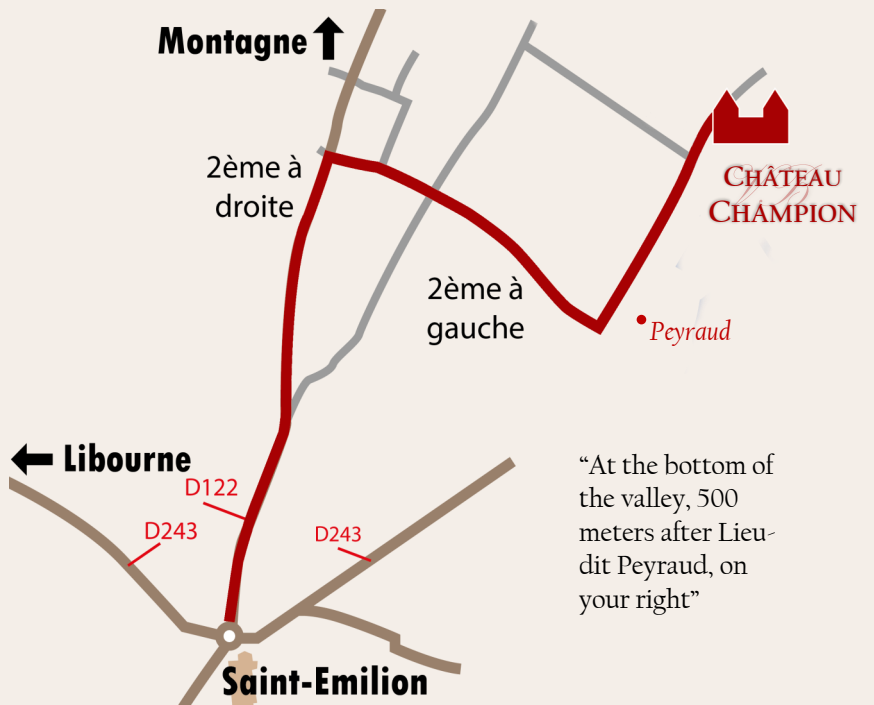 Montagne
2ème à
droite
CHÂTEAU
CHAMPION
2ème à
gauche
Peyraud
Libourne
D122
D243
D243
“At the bottom of
the valley, 500
meters after Lieu-
dit Peyraud, on
your right”
Saint-Emilion